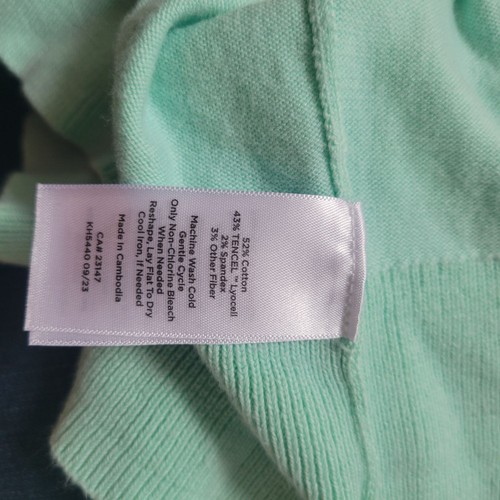 52% Cotton
43% TENCEL™ Lyocell
2% Spandex
3% Other Fiber
Machine Wash Cold
Gentle Cycle
Only Non-Chlorine Bleach
When Needed
Reshape, Lay Flat To Dry
Cool Iron, If Needed
Made In Cambodia
CA# 23147
KH5440 09/23